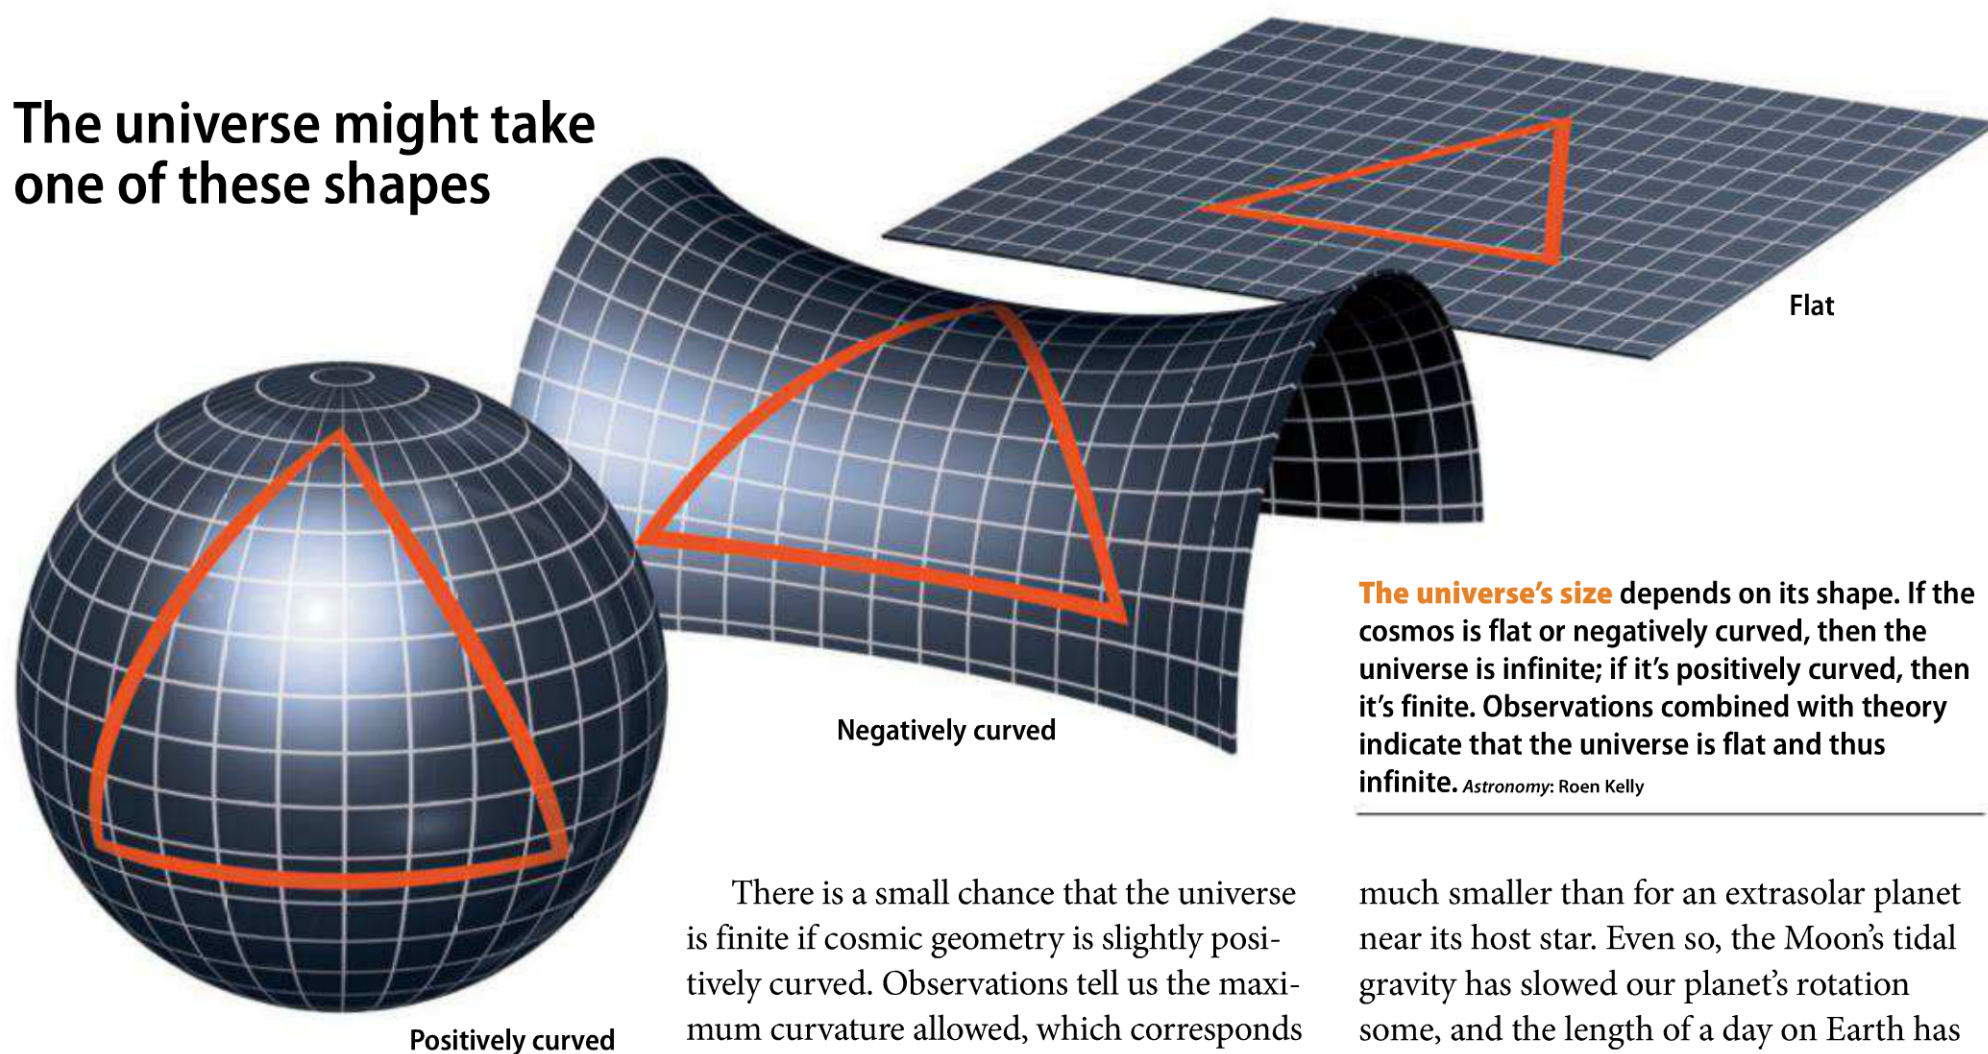 The universe might take
one of these shapes
Flat
Negatively curved
Positively curved
The universe’s size depends on its shape. If the
cosmos is flat or negatively curved, then the
universe is infinite; if it’s positively curved, then
it’s finite. Observations combined with theory
indicate that the universe is flat and thus
infinite. Astronomy: Roen Kelly
There is a small chance that the universe
is finite if cosmic geometry is slightly posi-
tively curved. Observations tell us the maxi-
mum curvature allowed, which corresponds
much smaller than for an extrasolar planet
near its host star. Even so, the Moon’s tidal
gravity has slowed our planet’s rotation
some, and the length of a day on Earth has